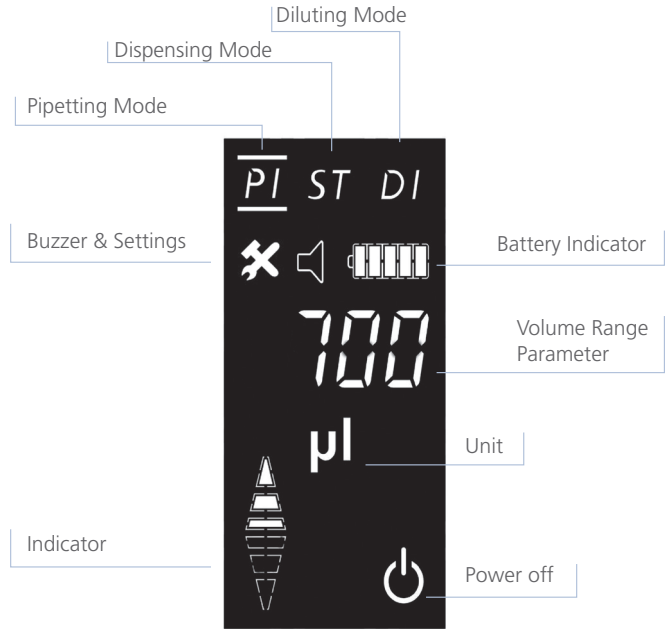 Diluting Mode
Dispensing Mode
Pipetting Mode
PI ST DI
Buzzer & Settings
Battery Indicator
700
Volume Range
Parameter
µl
Unit
Indicator
Power off